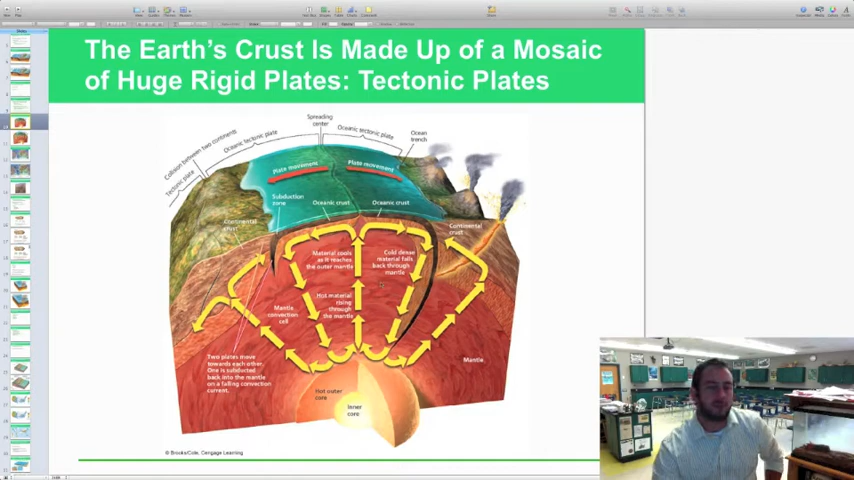 The Earth's Crust Is Made Up of a Mosaic
of Huge Rigid Plates: Tectonic Plates
Spreading
center
Oceanic tectonic plate
Oceanic tectonic plate
Ocean
trench
Collision between two continents
Tectonic plate
Plate movement
Plate movement
Subduction
zone
Oceanic crust
Oceanic crust
Continental
crust
Continental
crust
Material cools
as it reaches
the outer mantle
Cold dense
material falls
back through
mantle
Hot material
rising
through
the mantle
Mantle
convection
cell
Two plates move
towards each other.
One is subducted
back into the mantle
on a falling convection
current.
Mantle
Hot outer
core
Inner
core
© Brooks/Cole, Cengage Learning